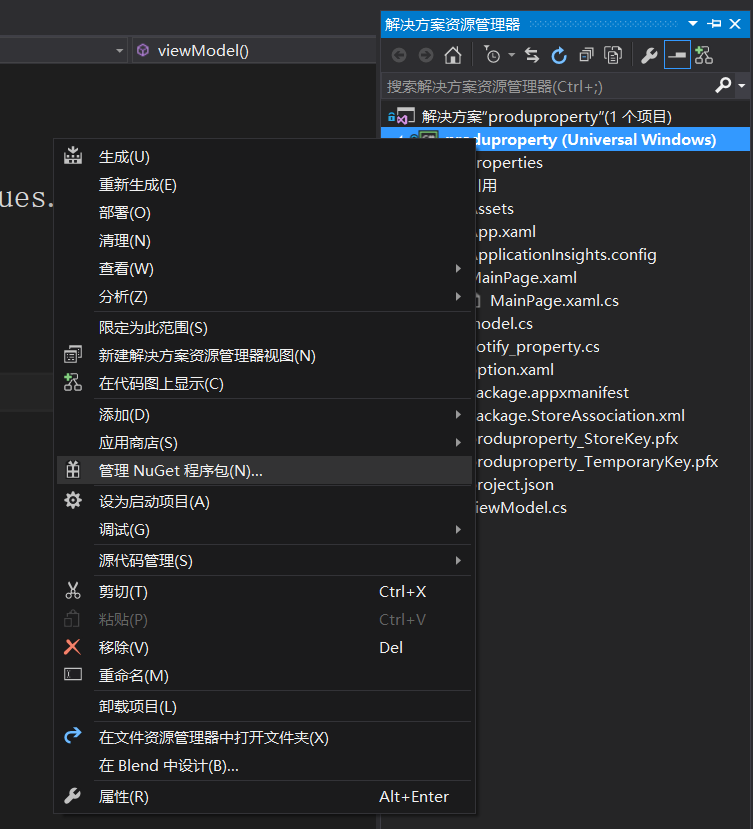 解决方案资源管理器
viewModel()
搜索解决方案资源管理器(Ctrl+;)
解决方案"produproperty"(1 个项目)
duproperty (Universal Windows)
ues.
生成(U)
重新生成(E)
部署(O)
清理(N)
查看(W)
分析(Z)
限定为此范围(S)
新建解决方案资源管理器视图(N)
在代码图上显示(C)
添加(D)
应用商店(S)
管理 NuGet 程序包(N)...
设为启动项目(A)
调试(G)
源代码管理(S)
剪切(T) Ctrl+X
粘贴(P) Ctrl+V
移除(V) Del
重命名(M)
卸载项目(L)
在文件资源管理器中打开文件夹(X)
在 Blend 中设计(B)...
属性(R) Alt+Enter
roperties
用
ssets
pp.xaml
pplicationInsights.config
MainPage.xaml
MainPage.xaml.cs
odel.cs
otify_property.cs
ption.xaml
ackage.appxmanifest
ackage.StoreAssociation.xml
roduproperty_StoreKey.pfx
roduproperty_TemporaryKey.pfx
roject.json
iewModel.cs